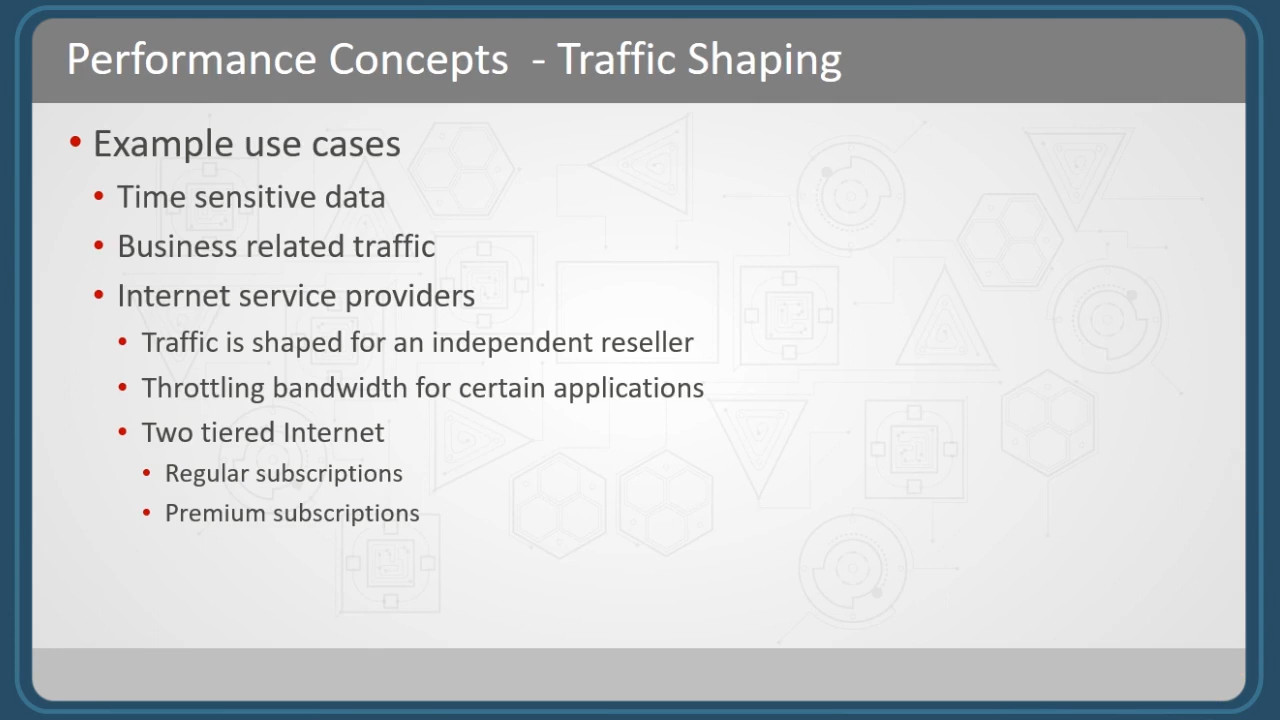 Performance Concepts - Traffic Shaping
• Example use cases
• Time sensitive data
• Business related traffic
• Internet service providers
• Traffic is shaped for an independent reseller
• Throttling bandwidth for certain applications
• Two tiered Internet
• Regular subscriptions
• Premium subscriptions